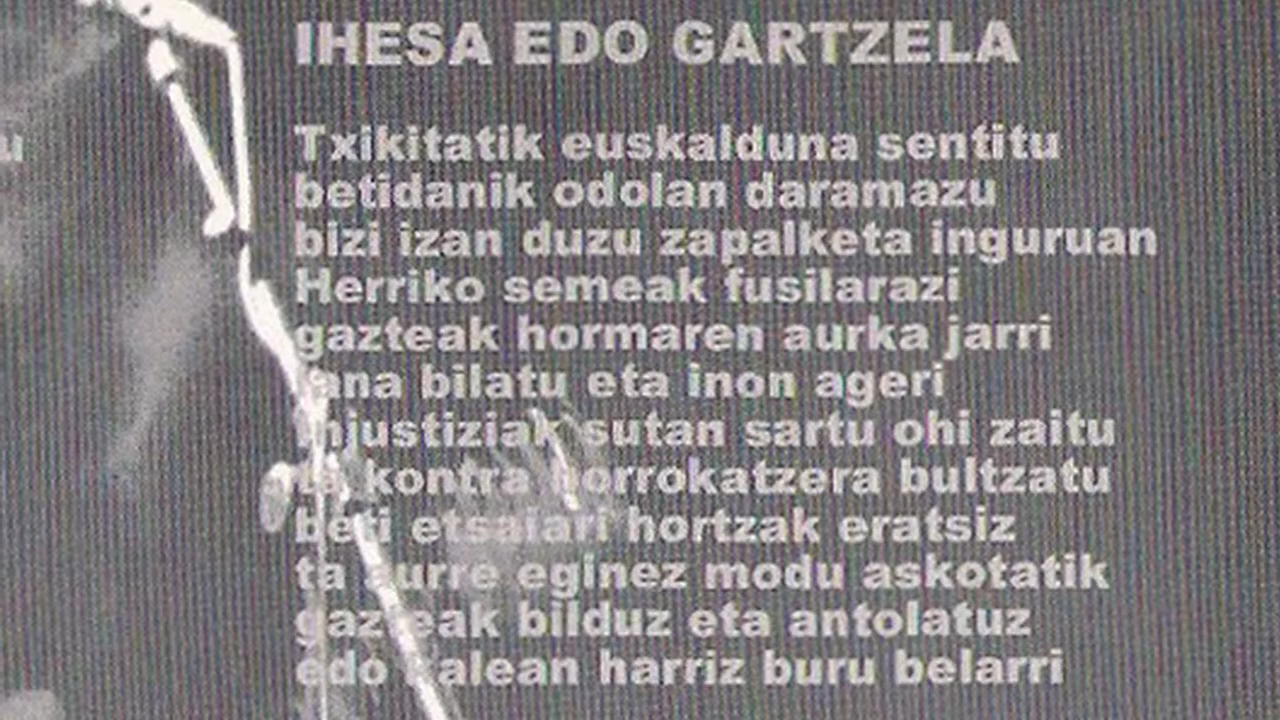 IHESA EDO GARTZELA
Txikitatik euskalduna sentitu
betidanik odolan daramazu
bizi izan duzu zapalketa inguruan
Herriko semeak fusilarazi
gazteak hormaren aurka jarri
lana bilatu eta inon ageri
injustiziak sutan sartu ohi zaitu
ta kontra borrokatzera bultzatu
beti etsaiari hortzak eratsiz
ta aurre eginez modu askotatik
gazteak bilduz eta antolatuz
edo kalean harriz buru belarri